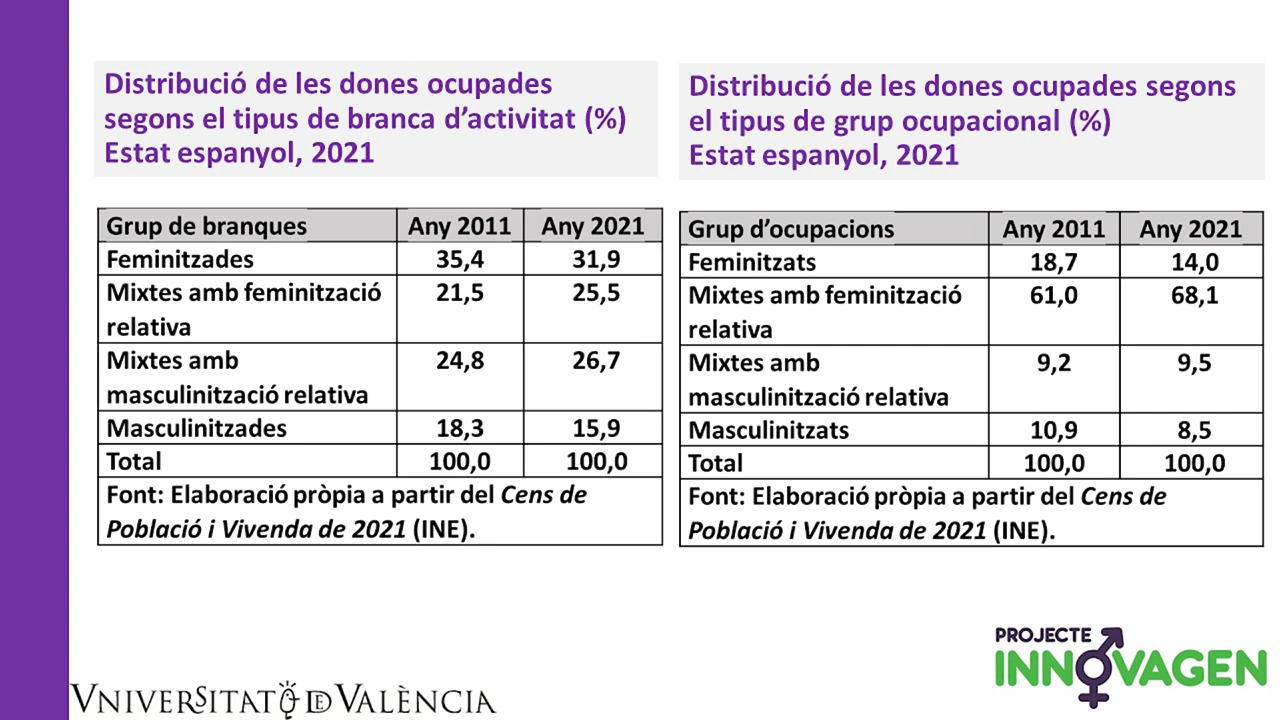 Distribució de les dones ocupades
segons el tipus de branca d’activitat (%)
Estat espanyol, 2021
Grup de branques Any 2011 Any 2021
Feminitzades 35,4 31,9
Mixtes amb feminització 21,5 25,5
relativa
Mixtes amb 24,8 26,7
masculinització relativa
Masculinitzades 18,3 15,9
Total 100,0 100,0
Font: Elaboració pròpia a partir del Cens de
Població i Vivenda de 2021 (INE).
Distribució de les dones ocupades segons
el tipus de grup ocupacional (%)
Estat espanyol, 2021
Grup d’ocupacions Any 2011 Any 2021
Feminitzats 18,7 14,0
Mixtes amb feminització 61,0 68,1
relativa
Mixtes amb 9,2 9,5
masculinització relativa
Masculinitzats 10,9 8,5
Total 100,0 100,0
Font: Elaboració pròpia a partir del Cens de
Població i Vivenda de 2021 (INE).
VNIVERSITAT DE VALÈNCIA
PROJECTE
INNOVAGEN